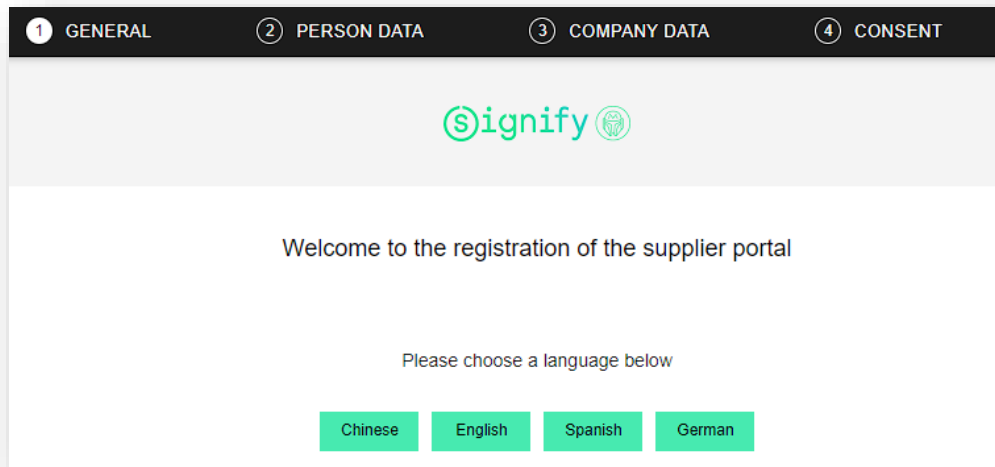 1 GENERAL 2 PERSON DATA 3 COMPANY DATA 4 CONSENT
signify
Welcome to the registration of the supplier portal
Please choose a language below
Chinese English Spanish German